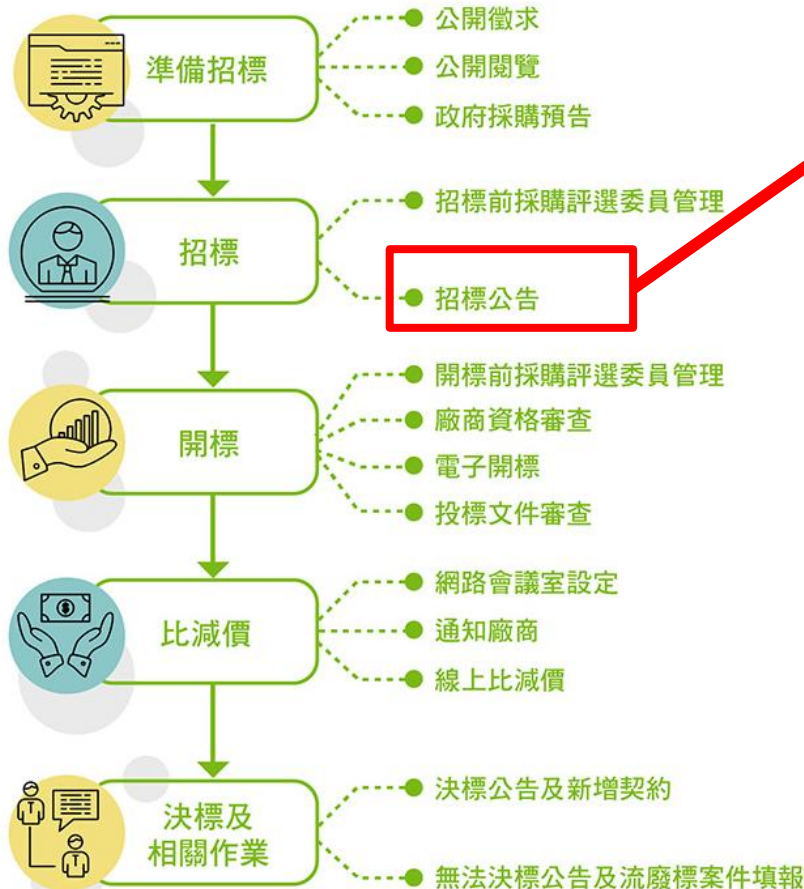 準備招標
公開徵求
公開閱覽
政府採購預告
招標
招標前採購評選委員管理
招標公告
開標
開標前採購評選委員管理
廠商資格審查
電子開標
投標文件審查
比減價
網路會議室設定
通知廠商
線上比減價
決標及
相關作業
決標公告及新增契約
無法決標公告及流廢標案件填報